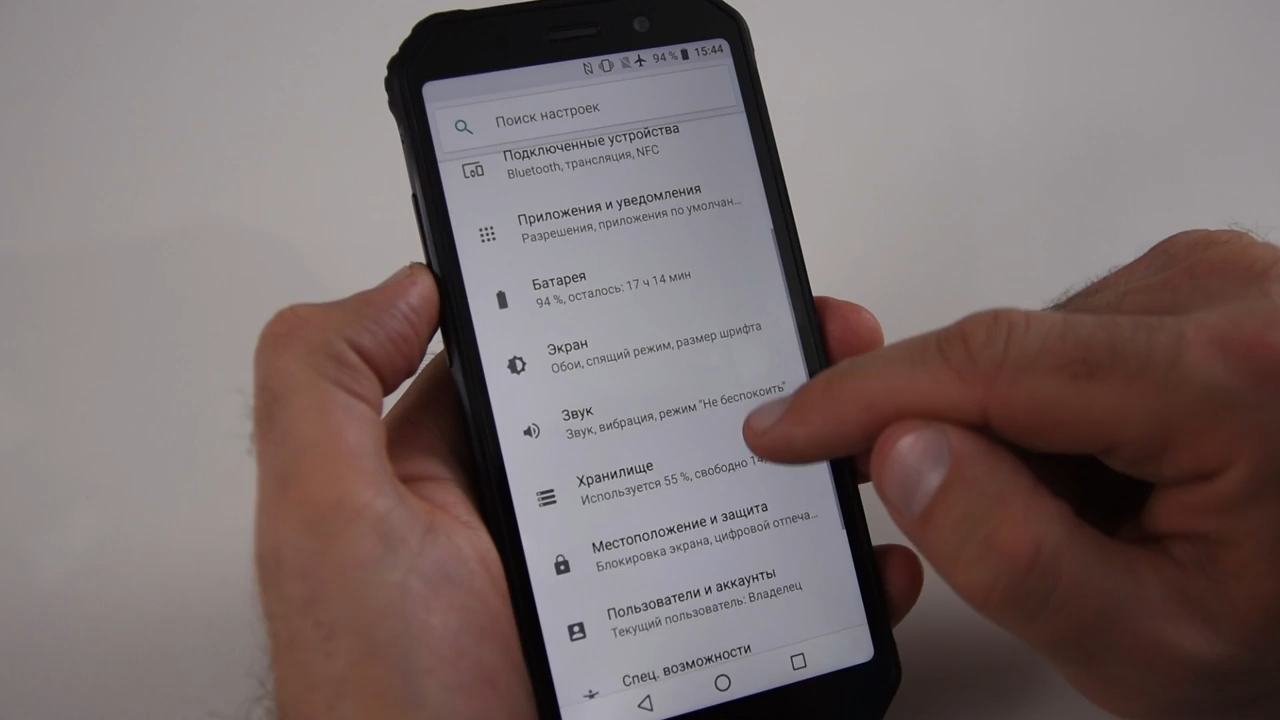 94 % 15:44
Поиск настроек
Подключенные устройства
Bluetooth, трансляция, NFC
Приложения и уведомления
Разрешения, приложения по умолчан...
Батарея
94 %, осталось: 17 ч 14 мин
Экран
Обои, спящий режим, размер шрифта
Звук
Звук, вибрация, режим "Не беспокоить"
Хранилище
Используется 55 %, свободно
Местоположение и защита
Блокировка экрана, цифровой отпеча...
Пользователи и аккаунты
Текущий пользователь: Владелец
Спец. возможности